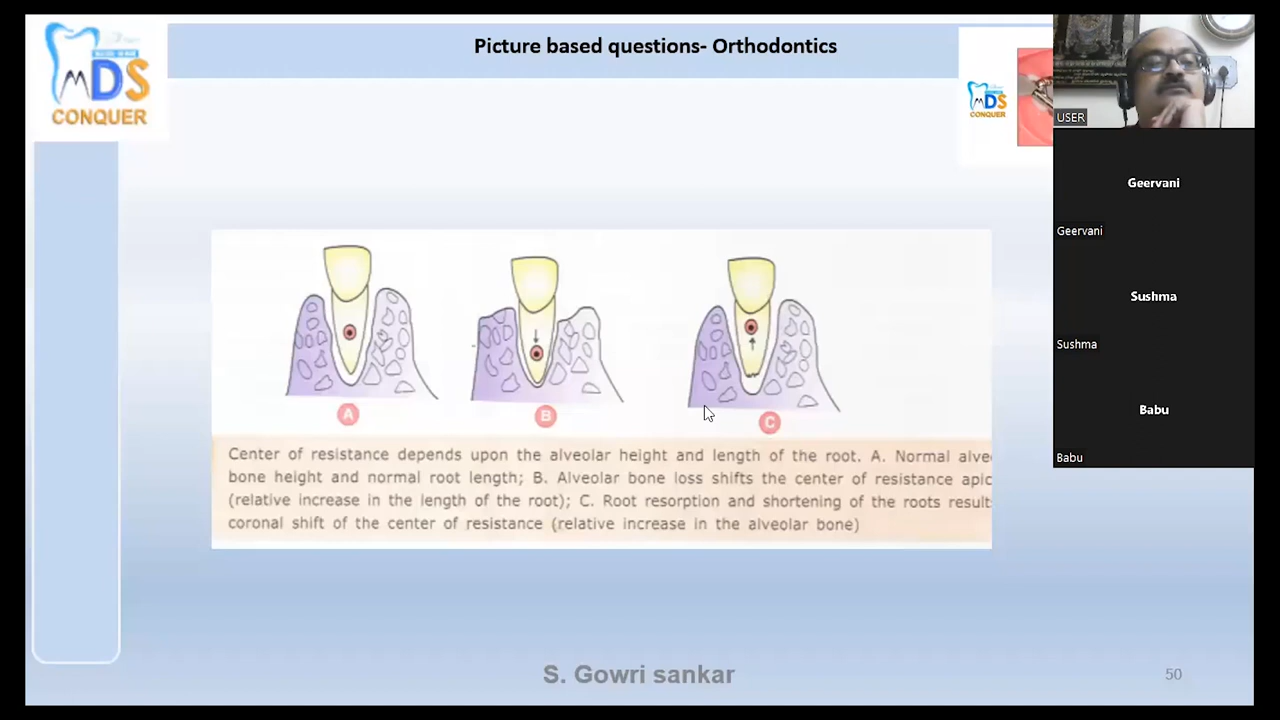 Picture based questions- Orthodontics
MDS
CONQUER
MDS
CONQUER
USER
Geervani
Geervani
Sushma
Sushma
Babu
Babu
A
B
C
Center of resistance depends upon the alveolar height and length of the root. A. Normal alve
bone height and normal root length; B. Alveolar bone loss shifts the center of resistance apic
(relative increase in the length of the root); C. Root resorption and shortening of the roots result
coronal shift of the center of resistance (relative increase in the alveolar bone)
S. Gowri sankar
50